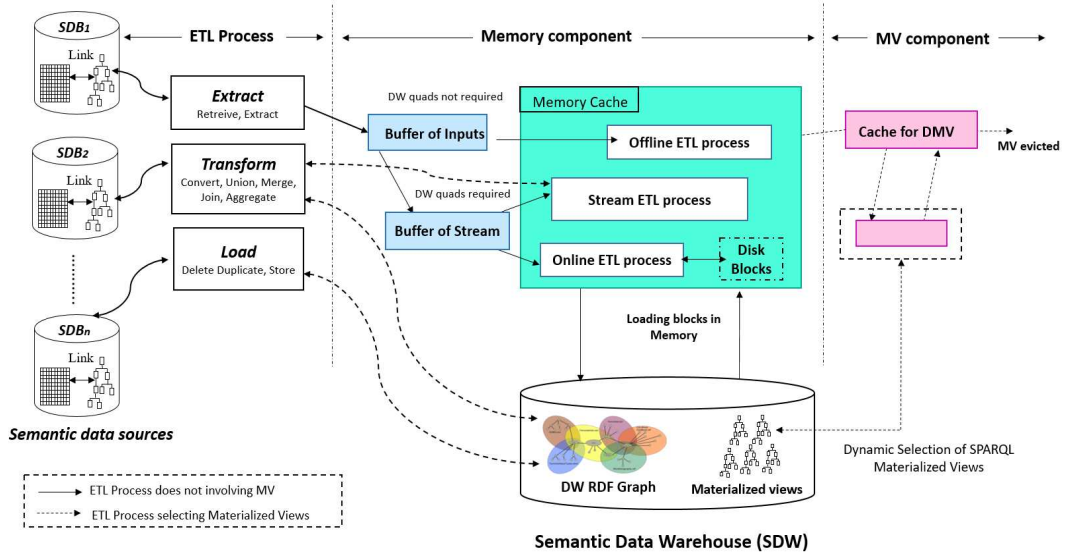 SDB1
ETL Process
Memory component
MV component
Link
Extract
Retreive, Extract
DW quads not required
Memory Cache
Buffer of Inputs
Offline ETL process
Cache for DMV
MV evicted
SDB2
Link
Transform
Convert, Union, Merge,
Join, Aggregate
DW quads required
Stream ETL process
Buffer of Stream
Load
Delete Duplicate, Store
Online ETL process
Disk
Blocks
Loading blocks in
Memory
SDBn
Link
Semantic data sources
DW RDF Graph
Materialized views
Dynamic Selection of SPARQL
Materialized Views
ETL Process does not involving MV
ETL Process selecting Materialized Views
Semantic Data Warehouse (SDW)